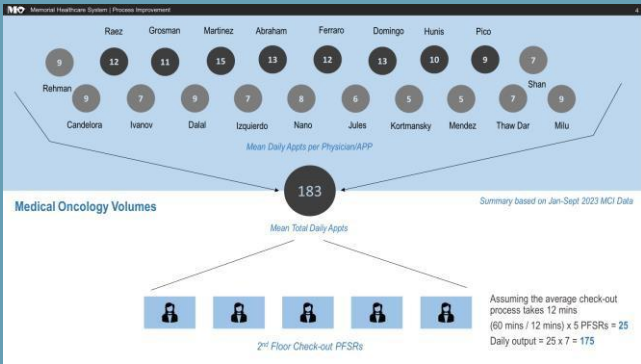 Memorial Healthcare System | Process Improvement
4
Raez Grosman Martinez Abraham Ferraro Domingo Hunis Pico
9 12 11 15 13 12 13 10 9 7
Rehman Shan
9 7 9 7 8 6 5 5 7 9
Candelora Ivanov Dalal Izquierdo Nano Jules Kortmansky Mendez Thaw Dar Milu
Mean Daily Appts per Physician/APP
183
Medical Oncology Volumes
Summary based on Jan-Sept 2023 MCI Data
Mean Total Daily Appts
Assuming the average check-out
process takes 12 mins
(60 mins / 12 mins) x 5 PFSRs = 25
Daily output = 25 x 7 = 175
2nd Floor Check-out PFSRs